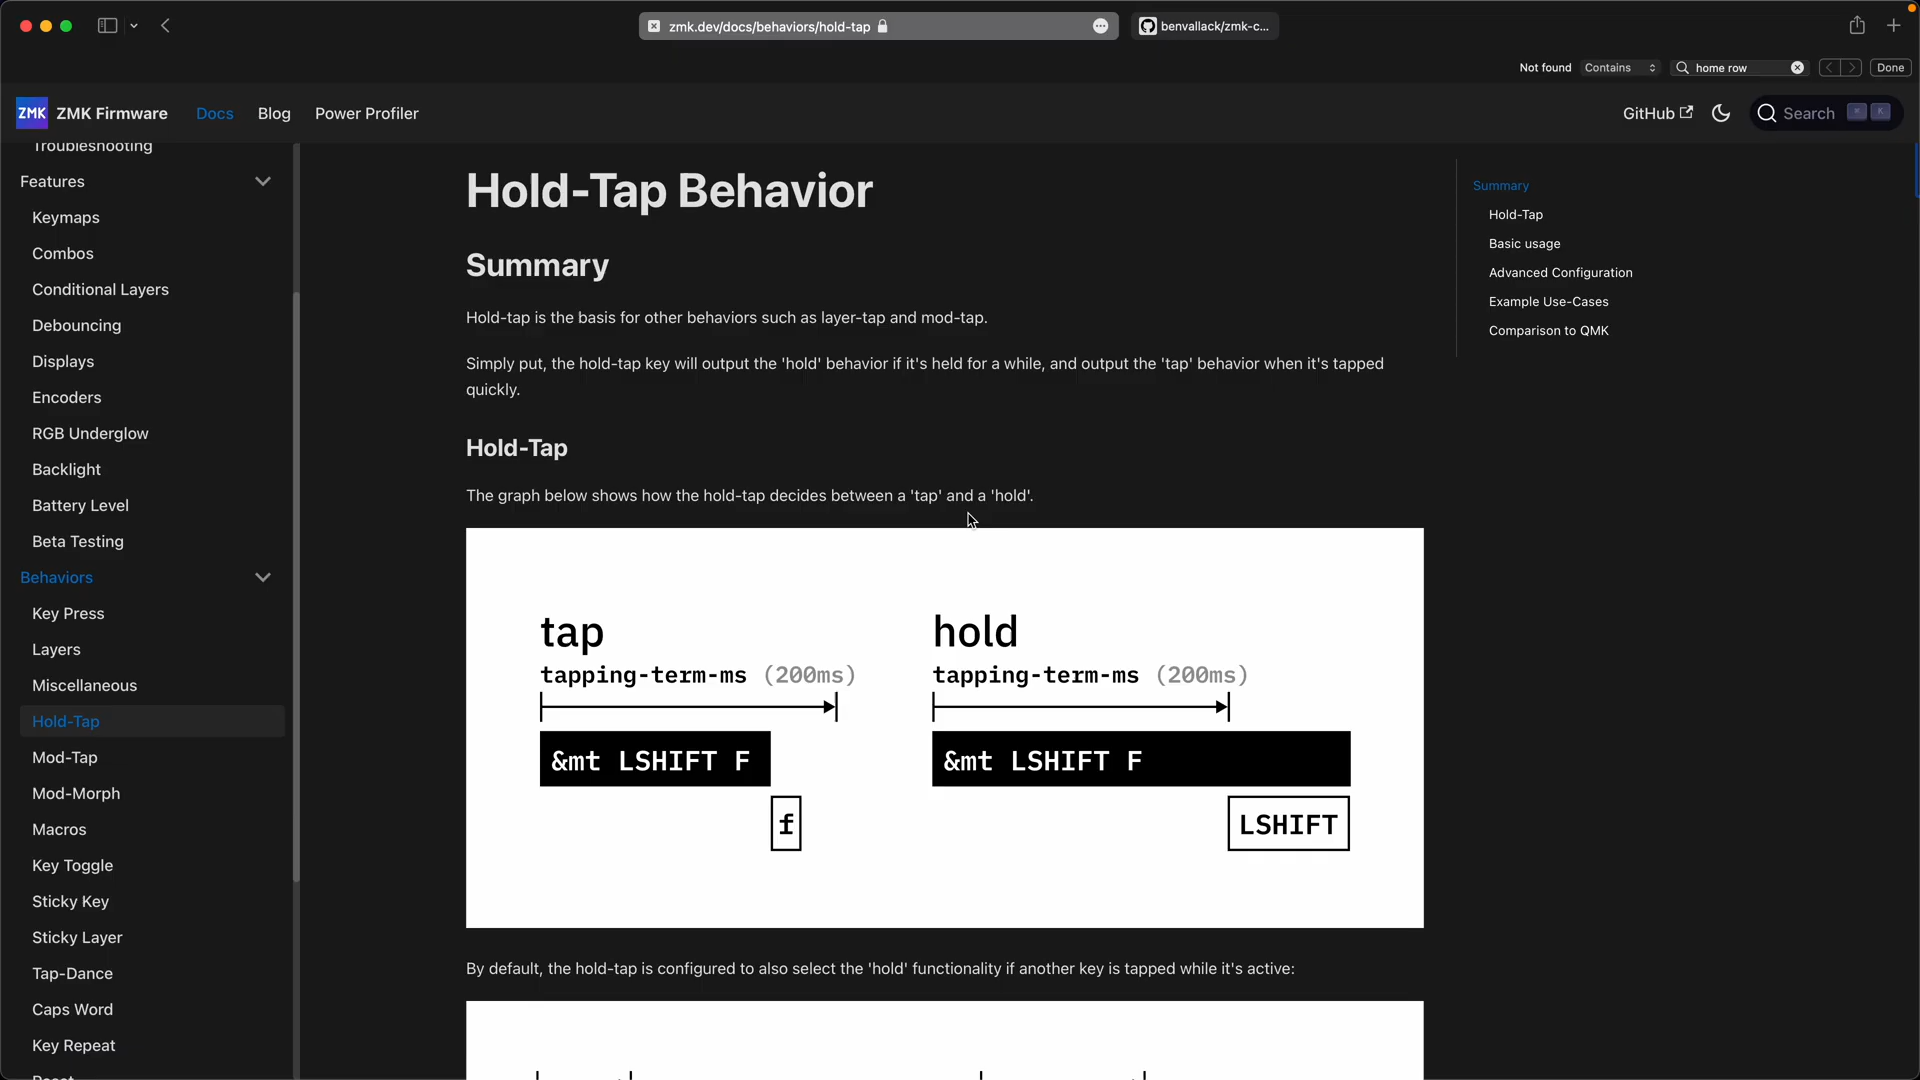 zmk.dev/docs/behaviors/hold-tap
benvallack/zmk-c...
Not found
Contains
home row
Done
ZMK
ZMK Firmware
Docs
Blog
Power Profiler
GitHub
Search
K
Troubleshooting
Features
Keymaps
Combos
Conditional Layers
Debouncing
Displays
Encoders
RGB Underglow
Backlight
Battery Level
Beta Testing
Behaviors
Key Press
Layers
Miscellaneous
Hold-Tap
Mod-Tap
Mod-Morph
Macros
Key Toggle
Sticky Key
Sticky Layer
Tap-Dance
Caps Word
Key Repeat
Hold-Tap Behavior
Summary
Hold-tap is the basis for other behaviors such as layer-tap and mod-tap.
Simply put, the hold-tap key will output the 'hold' behavior if it's held for a while, and output the 'tap' behavior when it's tapped
quickly.
Hold-Tap
The graph below shows how the hold-tap decides between a 'tap' and a 'hold'.
tap
tapping-term-ms (200ms)
&mt LSHIFT F
f
hold
tapping-term-ms (200ms)
&mt LSHIFT F
LSHIFT
By default, the hold-tap is configured to also select the 'hold' functionality if another key is tapped while it's active:
Summary
Hold-Tap
Basic usage
Advanced Configuration
Example Use-Cases
Comparison to QMK